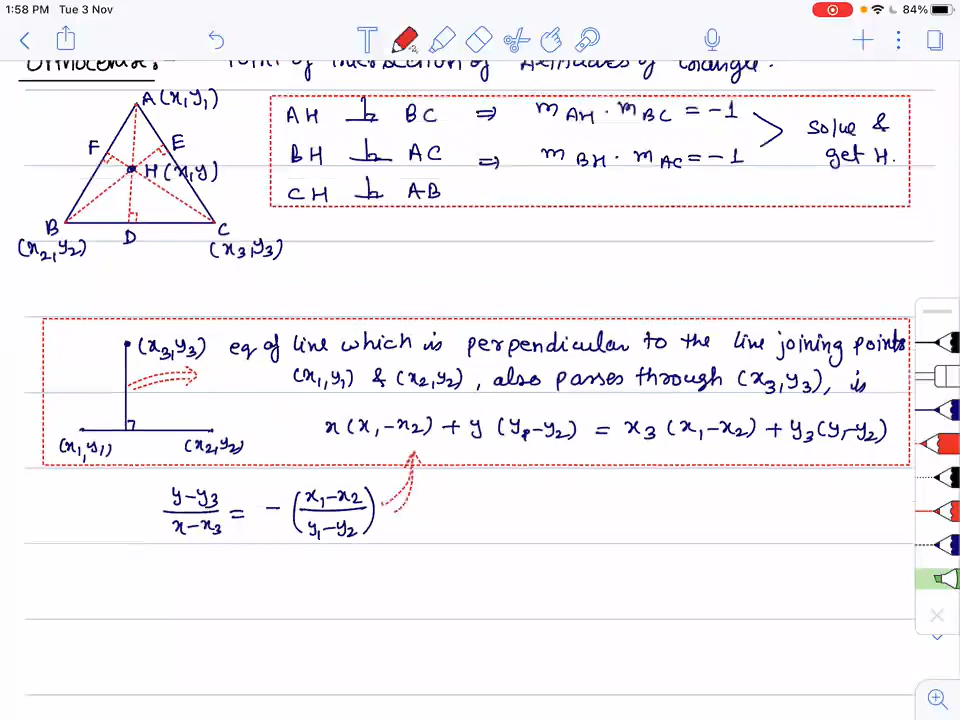 1:58 PM Tue 3 Nov
84%
T
Point of Intersection of Altitudes of triangle.
A(x1,y1)
F
E
H(x,y)
B
(x2,y2)
D
C
(x3,y3)
AH ⊥ BC ⇒ mAH · mBC = -1
BH ⊥ AC ⇒ mBH · mAC = -1
CH ⊥ AB
solve & get H.
(x3,y3)
(x1,y1)
(x2,y2)
eq of line which is perpendicular to the line joining points
(x1,y1) & (x2,y2), also passes through (x3,y3), is
x(x1-x2) + y(y1-y2) = x3(x1-x2) + y3(y1-y2)
(y-y3)/(x-x3) = -((x1-x2)/(y1-y2))